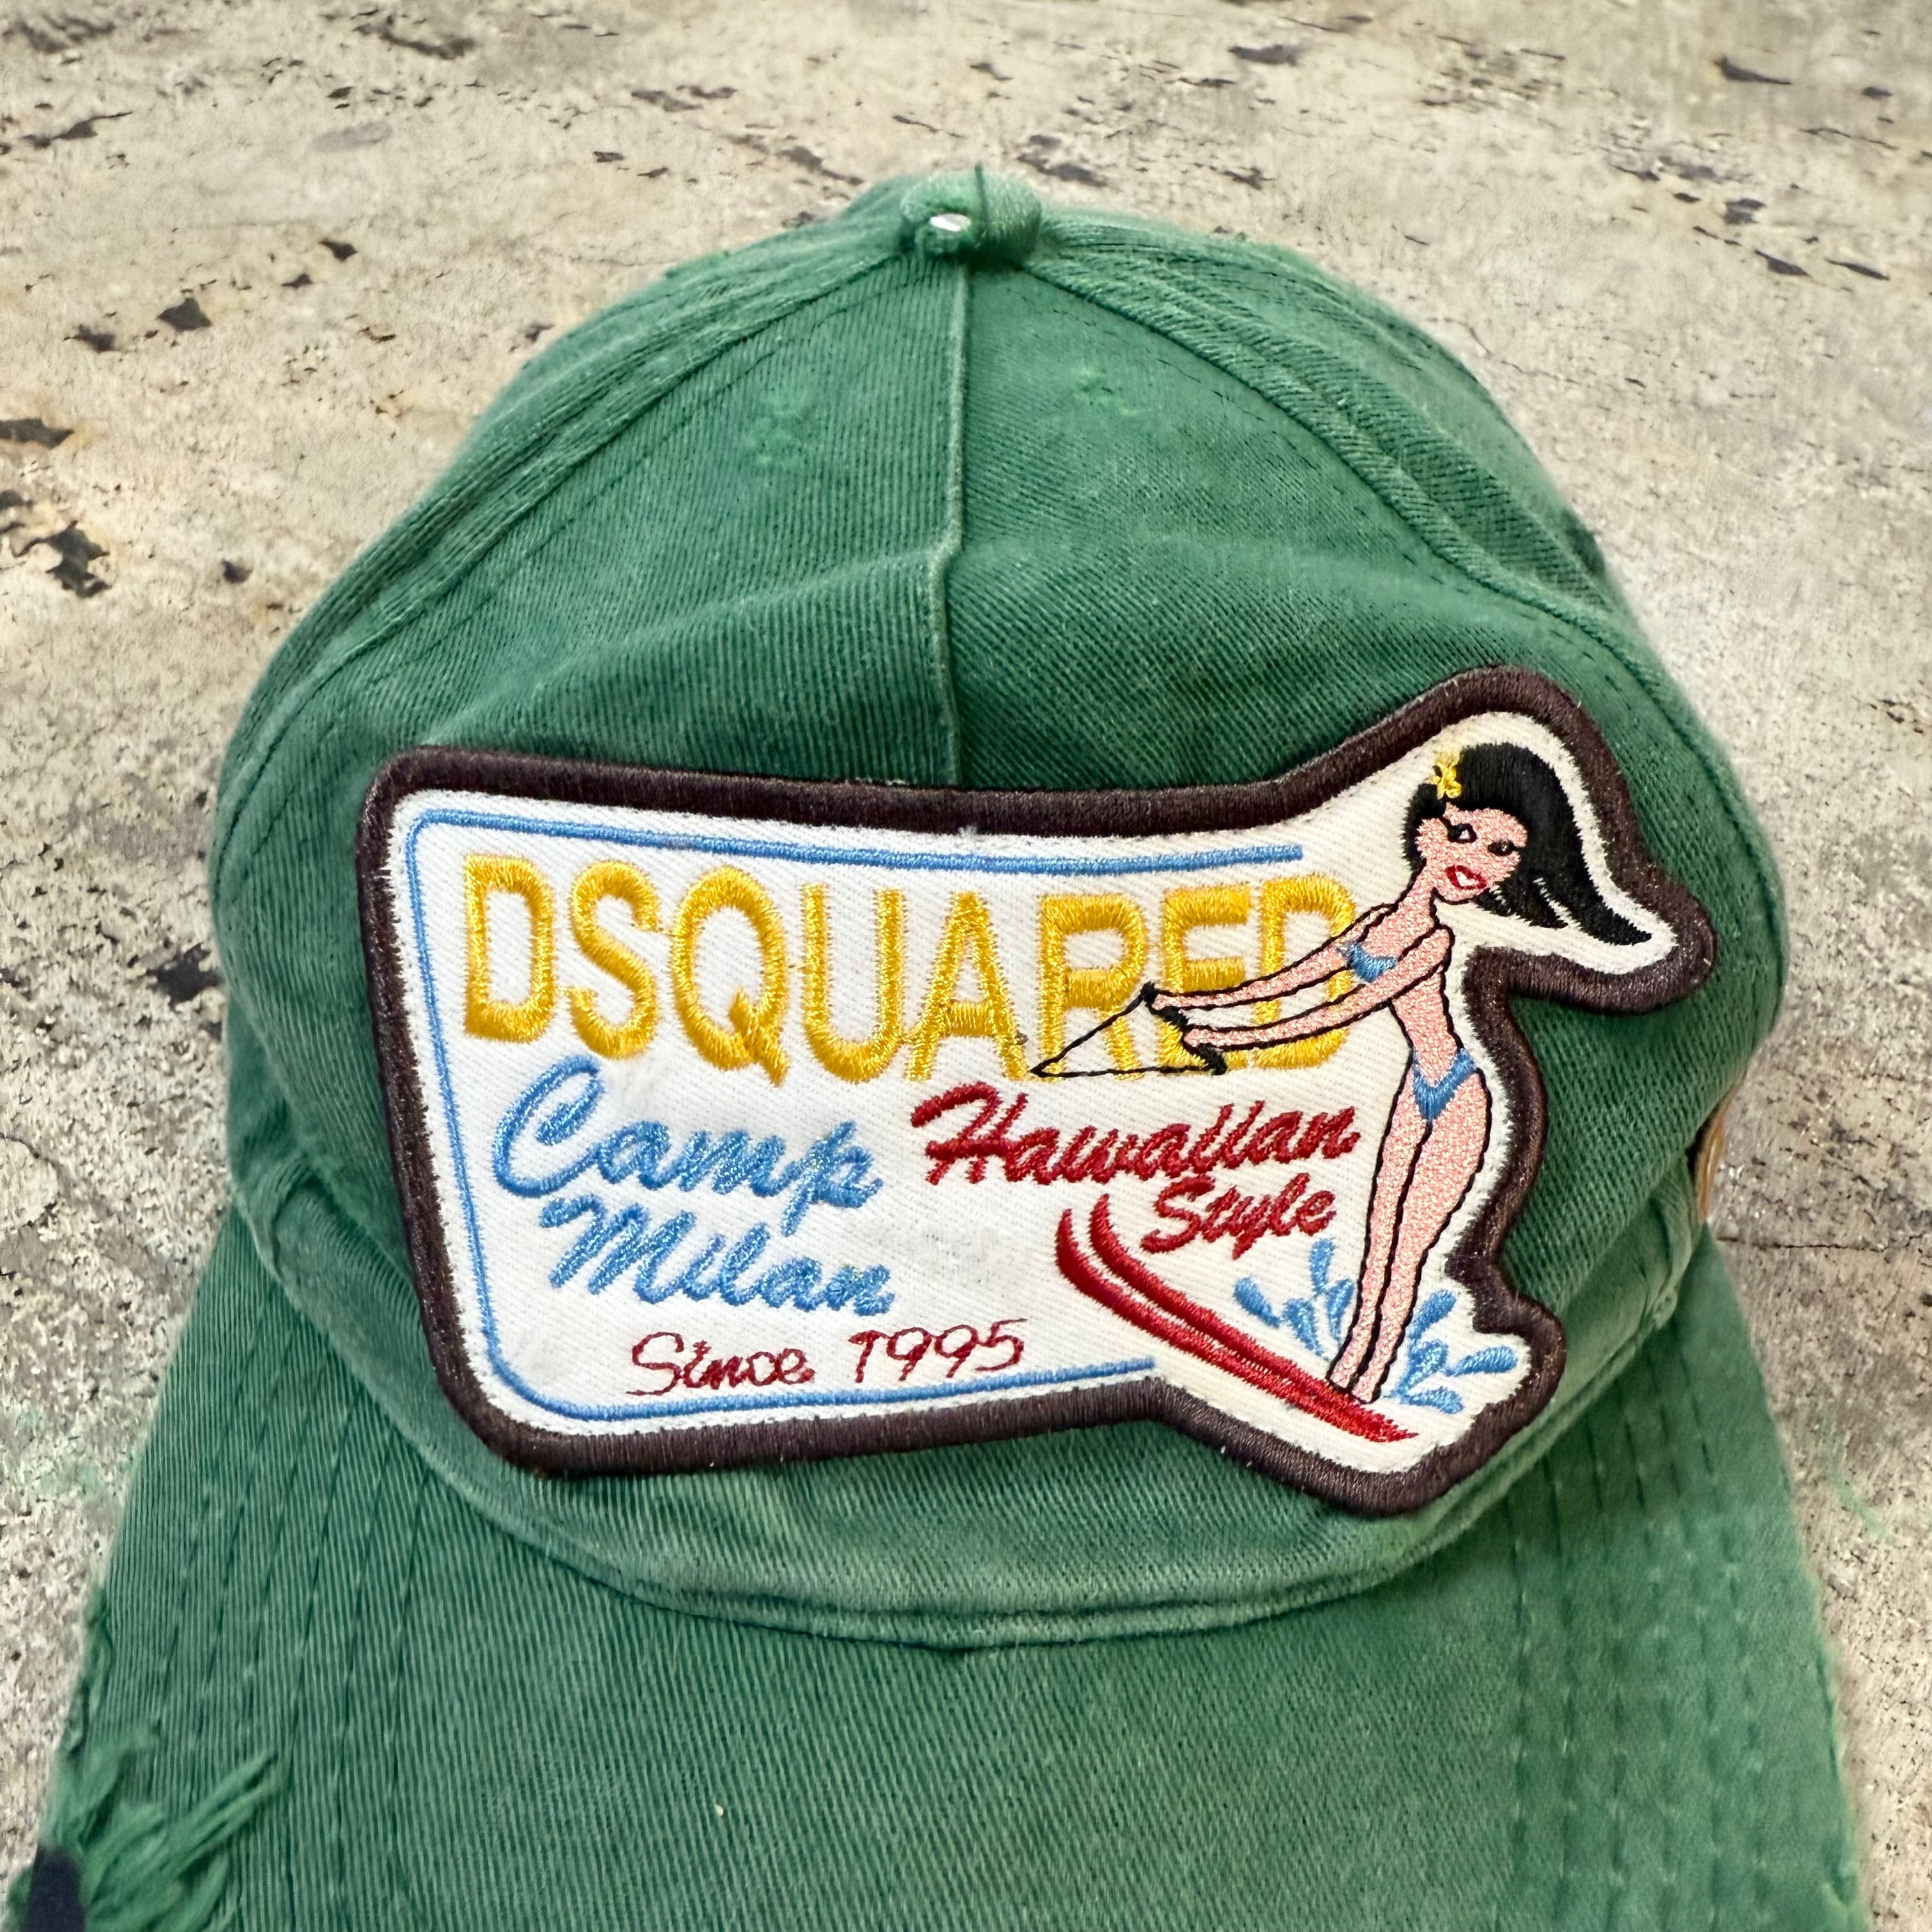 DSQUARED
Camp
Milan
Hawaiian
Style
Since 1995